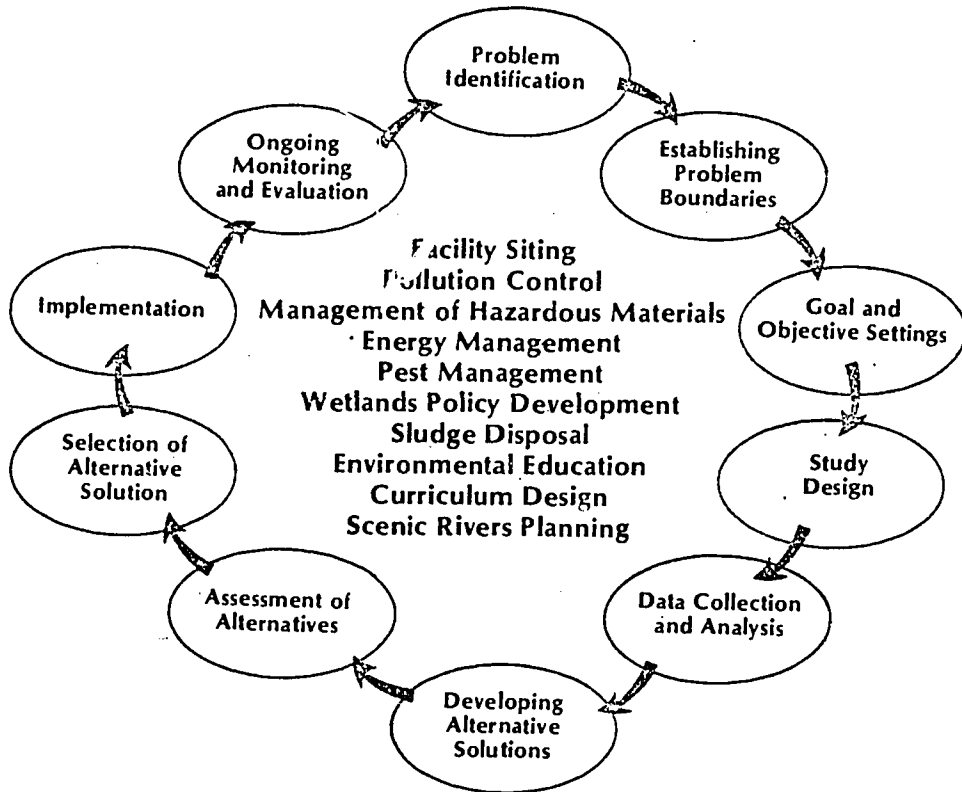 Problem
Identification
Establishing
Problem
Boundaries
Goal and
Objective Settings
Study
Design
Data Collection
and Analysis
Developing
Alternative
Solutions
Assessment of
Alternatives
Selection of
Alternative
Solution
Implementation
Ongoing
Monitoring
and Evaluation
Facility Siting
Pollution Control
Management of Hazardous Materials
Energy Management
Pest Management
Wetlands Policy Development
Sludge Disposal
Environmental Education
Curriculum Design
Scenic Rivers Planning